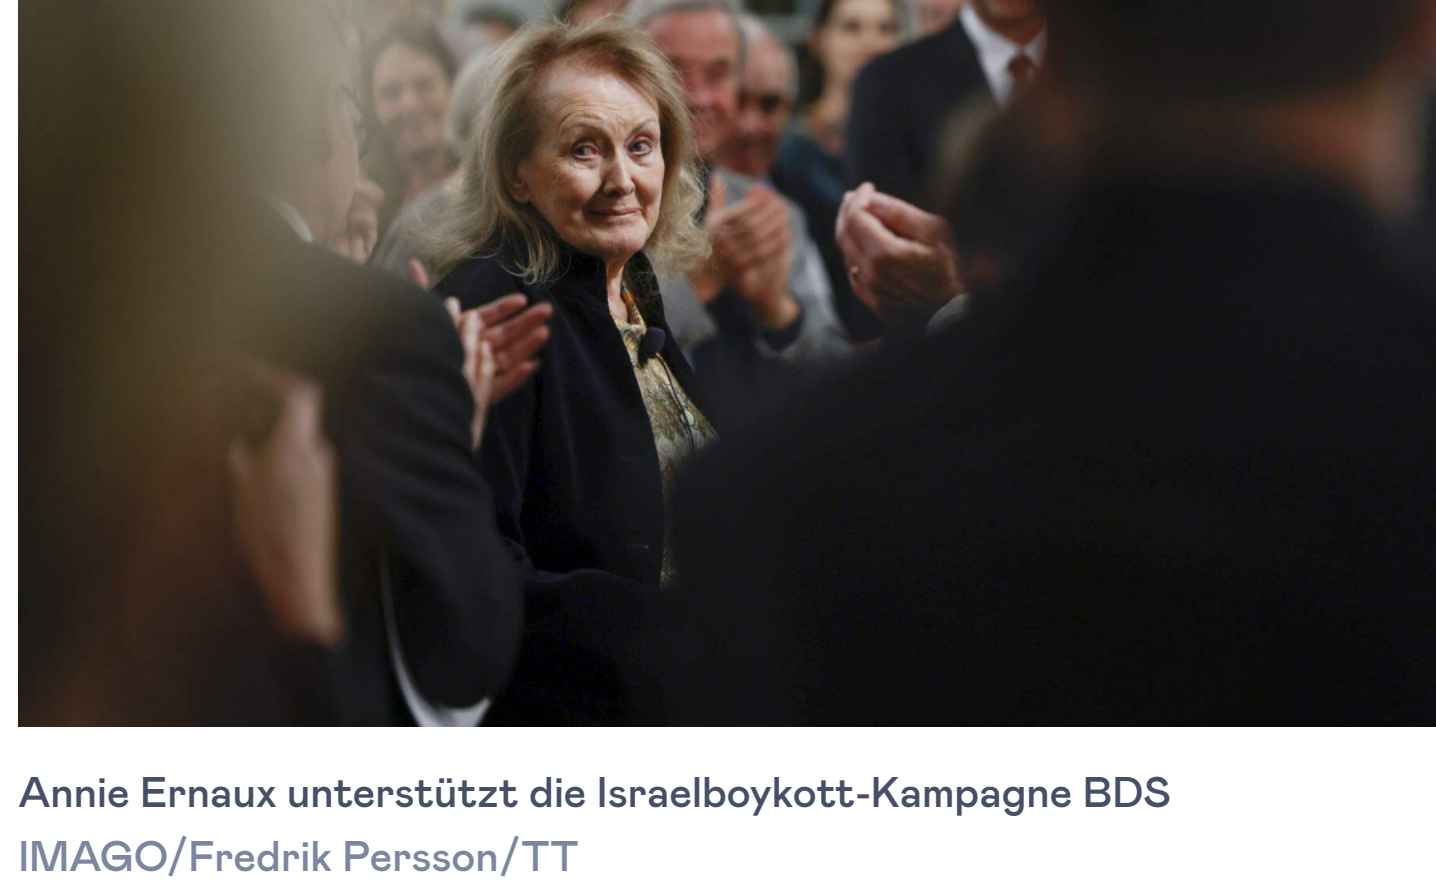 Annie Ernaux unterstützt die Israelboykott-Kampagne BDS
IMAGO/Fredrik Persson/TT